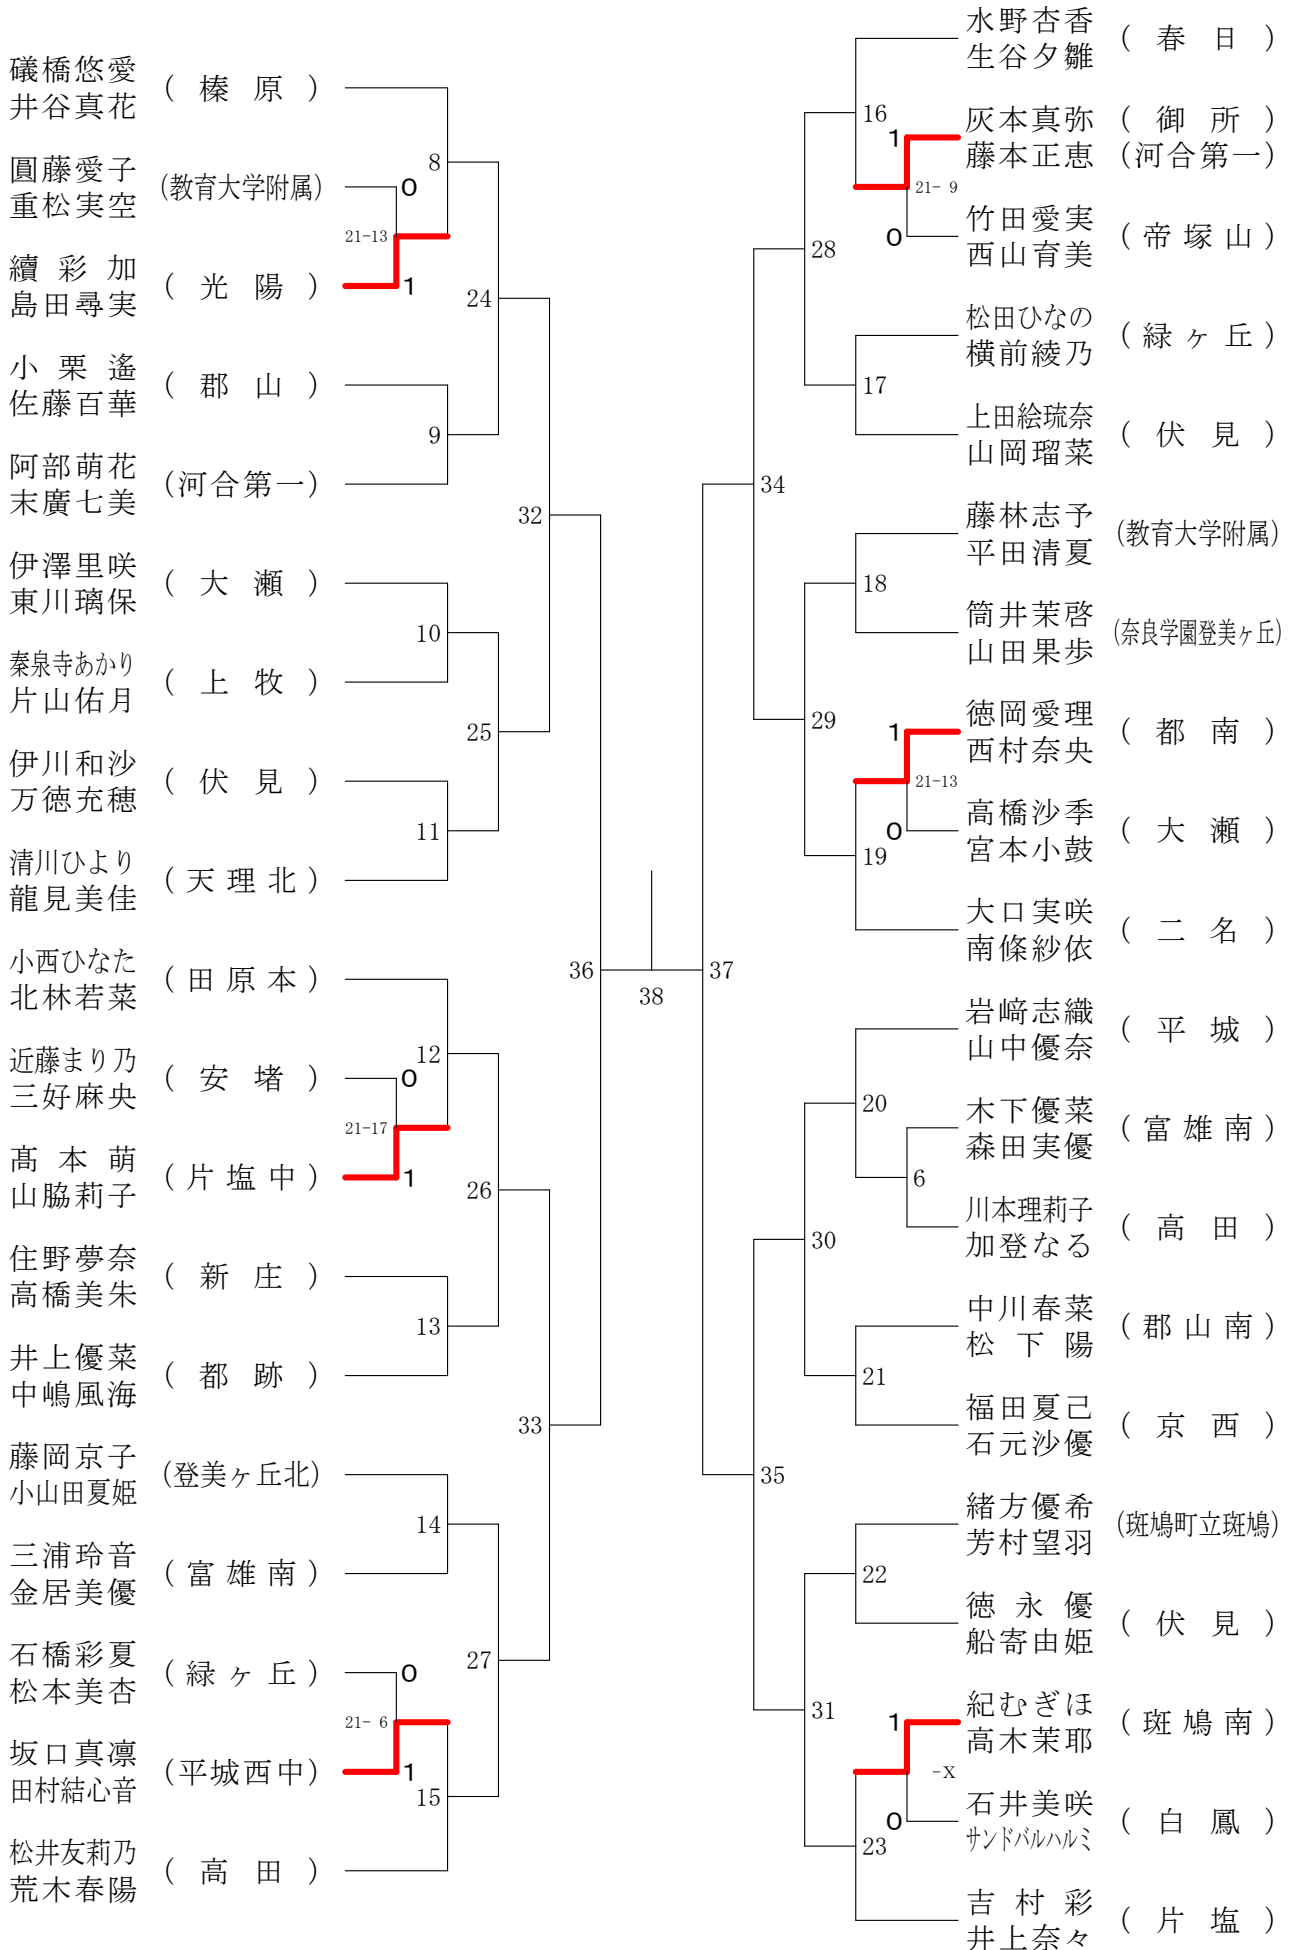 礒橋悠愛
井谷真花
( 榛 原 )
圓藤愛子
重松実空
(教育大学附属)
0
21-13
續 彩 加
島田尋実
( 光 陽 )
1
8
24
小 栗 遙
佐藤百華
( 郡 山 )
9
阿部萌花
末廣七美
(河合第一)
32
伊澤里咲
東川璃保
( 大 瀬 )
10
秦泉寺あかり
片山佑月
( 上 牧 )
25
伊川和沙
万徳充穂
( 伏 見 )
11
清川ひより
龍見美佳
( 天 理 北 )
小西ひなた
北林若菜
( 田 原 本 )
36
38
37
12
近藤まり乃
三好麻央
( 安 堵 )
0
21-17
髙 本 萌
山脇莉子
( 片 塩 中 )
1
26
住野夢奈
高橋美朱
( 新 庄 )
13
井上優菜
中嶋風海
( 都 跡 )
33
藤岡京子
小山田夏姫
(登美ヶ丘北)
14
三浦玲音
金居美優
( 富 雄 南 )
27
石橋彩夏
松本美杏
( 緑 ヶ 丘 )
0
21- 6
坂口真凛
田村結心音
(平城西中)
1
15
松井友莉乃
荒木春陽
( 高 田 )
水野杏香
生谷夕雛
( 春 日 )
16
灰本真弥
藤本正恵
( 御 所 )
(河合第一)
1
21- 9
竹田愛実
西山育美
( 帝 塚 山 )
0
28
松田ひなの
横前綾乃
( 緑 ヶ 丘 )
17
上田絵琉奈
山岡瑠菜
( 伏 見 )
34
藤林志予
平田清夏
(教育大学附属)
18
筒井茉啓
山田果歩
(奈良学園登美ヶ丘)
29
徳岡愛理
西村奈央
( 都 南 )
1
21-13
高橋沙季
宮本小鼓
( 大 瀬 )
0
19
大口実咲
南條紗依
( 二 名 )
岩﨑志織
山中優奈
( 平 城 )
20
木下優菜
森田実優
( 富 雄 南 )
6
川本理莉子
加登なる
( 高 田 )
30
中川春菜
松 下 陽
( 郡 山 南 )
21
福田夏己
石元沙優
( 京 西 )
35
緒方優希
芳村望羽
(斑鳩町立斑鳩)
22
徳 永 優
船寄由姫
( 伏 見 )
31
紀むぎほ
高木茉耶
( 斑 鳩 南 )
1
-X
石井美咲
サンドバルハルミ
( 白 鳳 )
0
23
吉 村 彩
井上奈々
( 片 塩 )